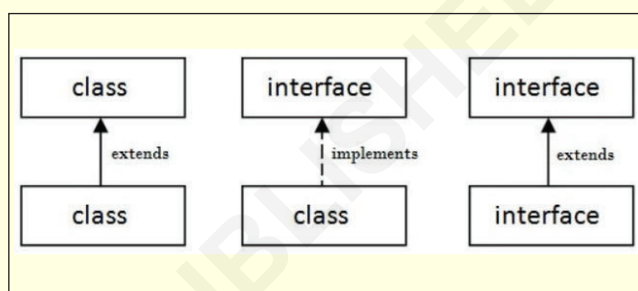 class interface interface
extends implements extends
class class interface